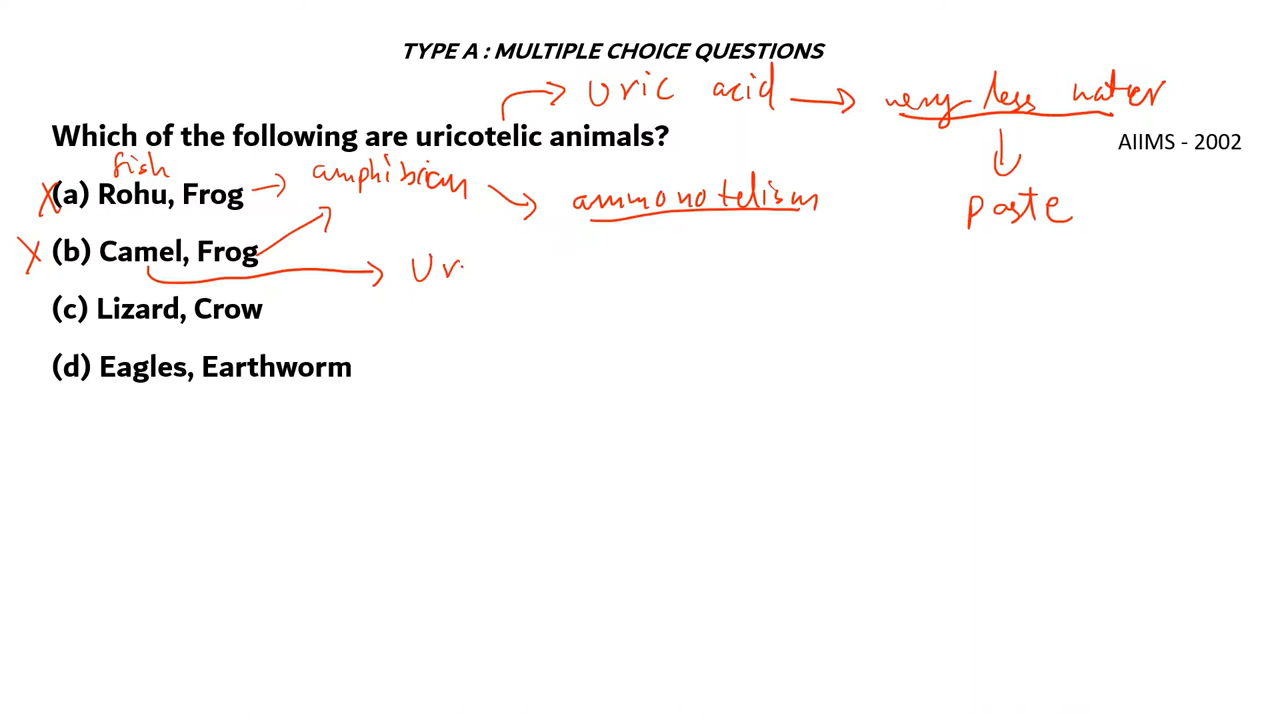 TYPE A : MULTIPLE CHOICE QUESTIONS
Uric acid → very less water
Which of the following are uricotelic animals?
AIIMS - 2002
fish
(a) Rohu, Frog → amphibian → ammonotelism
paste
(b) Camel, Frog
Ur
(c) Lizard, Crow
(d) Eagles, Earthworm